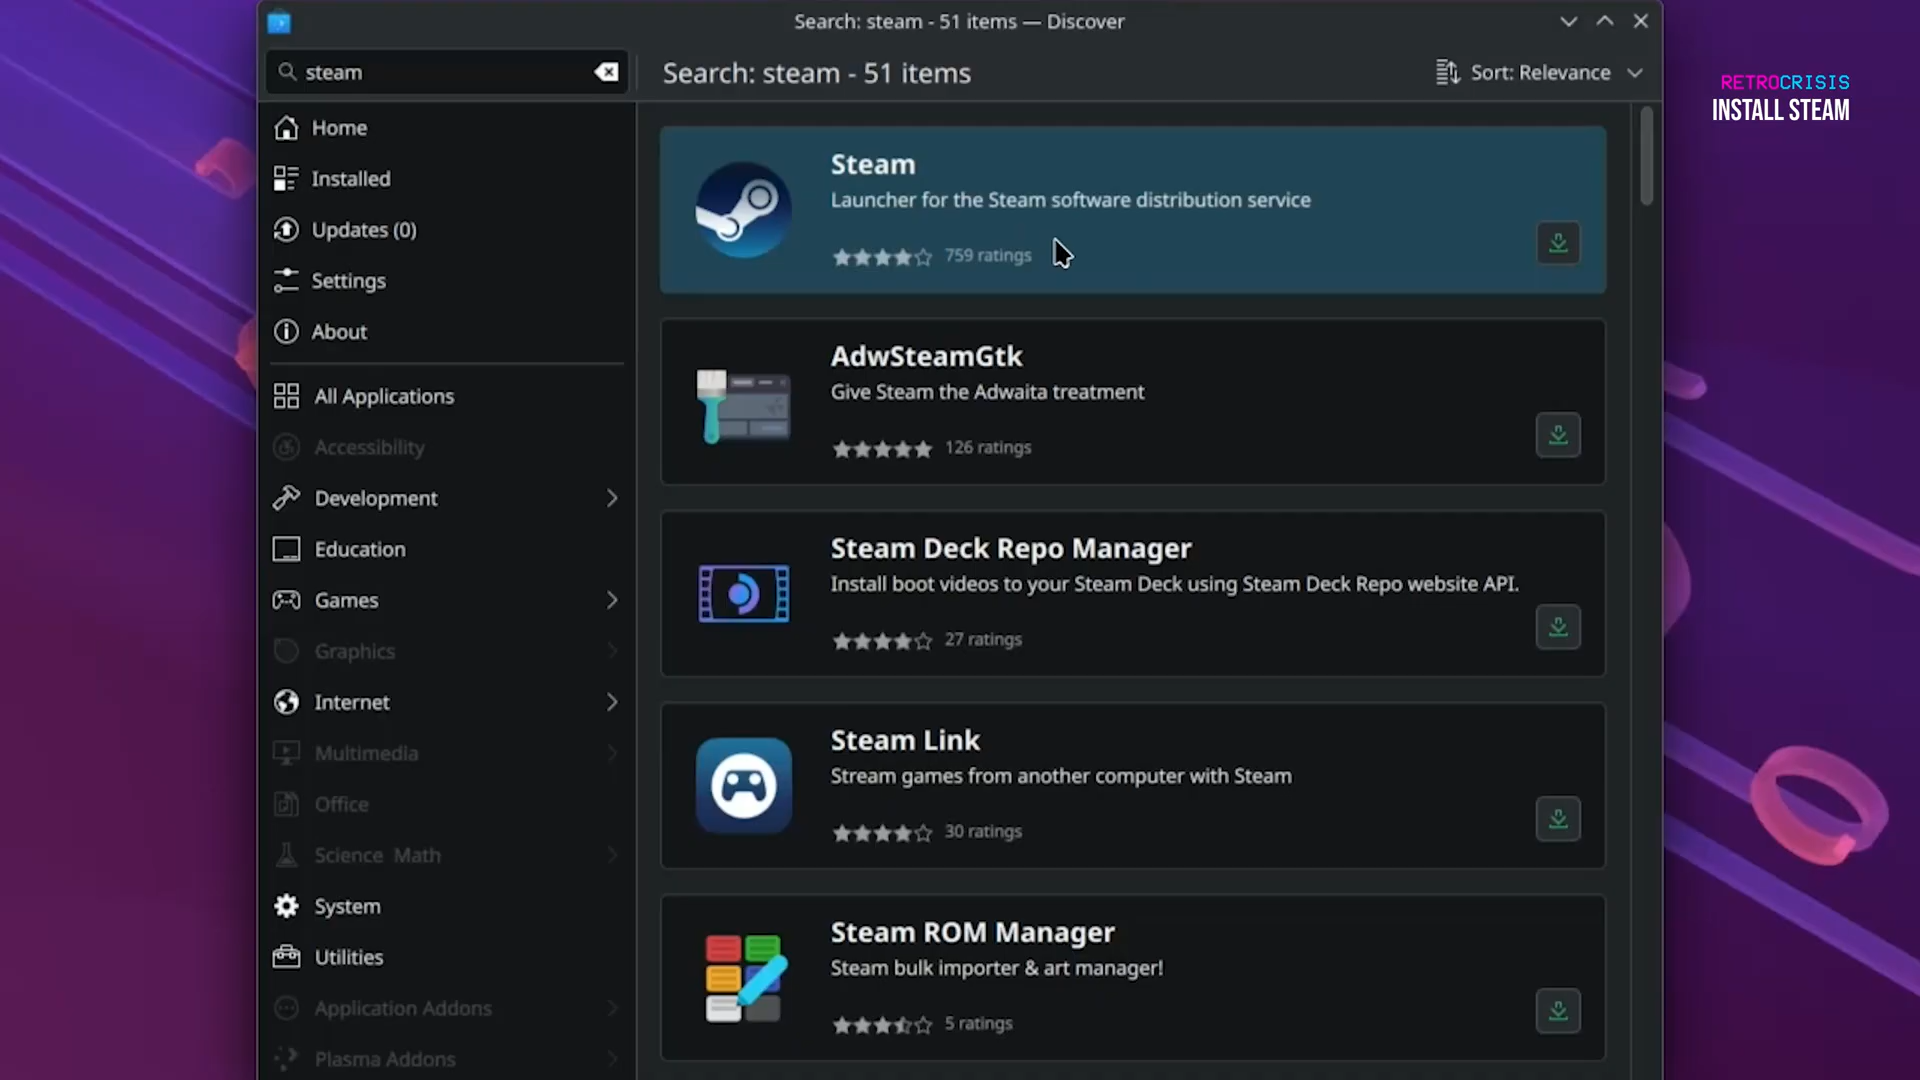 Search: steam - 51 items — Discover
steam
Search: steam - 51 items
Sort: Relevance
RETROCRISIS
INSTALL STEAM
Home
Installed
Updates (0)
Settings
About
All Applications
Accessibility
Development
Education
Games
Graphics
Internet
Multimedia
Office
Science Math
System
Utilities
Application Addons
Plasma Addons
Steam
Launcher for the Steam software distribution service
759 ratings
AdwSteamGtk
Give Steam the Adwaita treatment
126 ratings
Steam Deck Repo Manager
Install boot videos to your Steam Deck using Steam Deck Repo website API.
27 ratings
Steam Link
Stream games from another computer with Steam
30 ratings
Steam ROM Manager
Steam bulk importer & art manager!
5 ratings